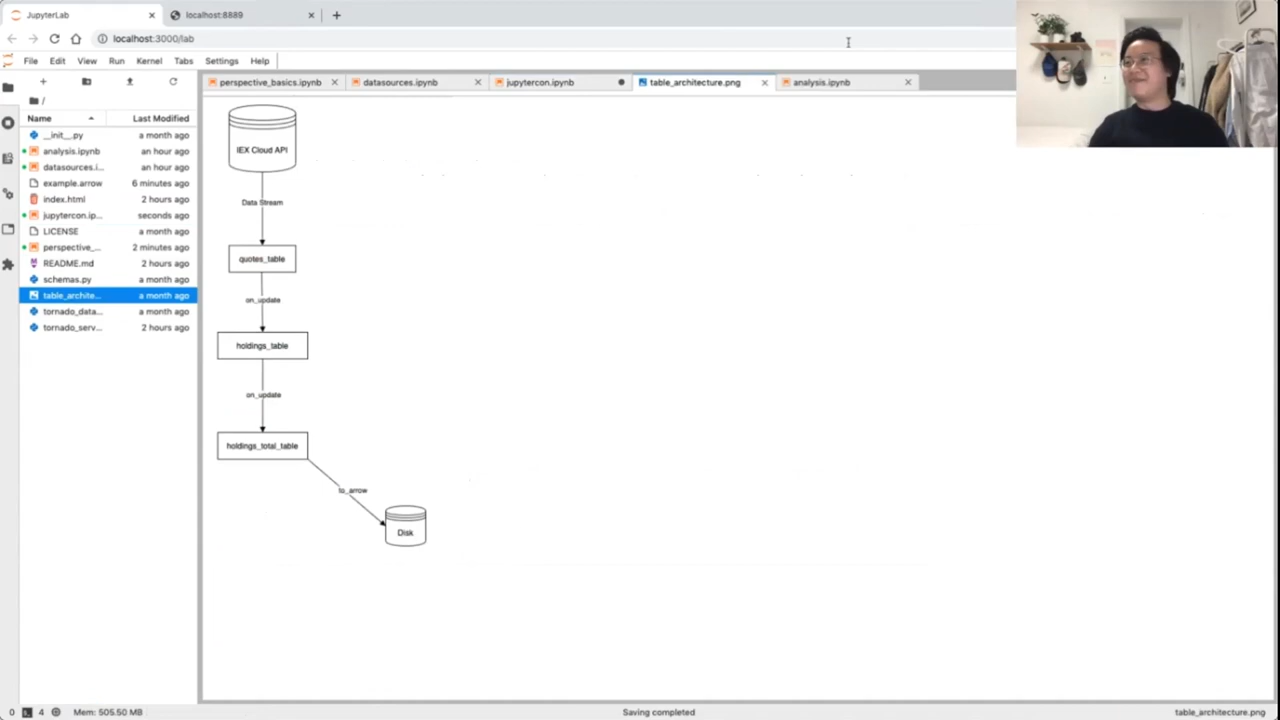 JupyterLab
localhost:8889
localhost:3000/lab
File Edit View Run Kernel Tabs Settings Help
perspective_basics.ipynb datasources.ipynb jupytercon.ipynb table_architecture.png analysis.ipynb
/
Name Last Modified
__init__.py a month ago
analysis.ipynb an hour ago
datasources.i... an hour ago
example.arrow 6 minutes ago
index.html 2 hours ago
jupytercon.ip... seconds ago
LICENSE a month ago
perspective_... 2 minutes ago
README.md 2 hours ago
schemas.py a month ago
table_archite... a month ago
tornado_data... a month ago
tornado_serv... 2 hours ago
IEX Cloud API
Data Stream
quotes_table
on_update
holdings_table
on_update
holdings_total_table
to_arrow
Disk
0 4 Mem: 505.50 MB Saving completed table_architecture.png